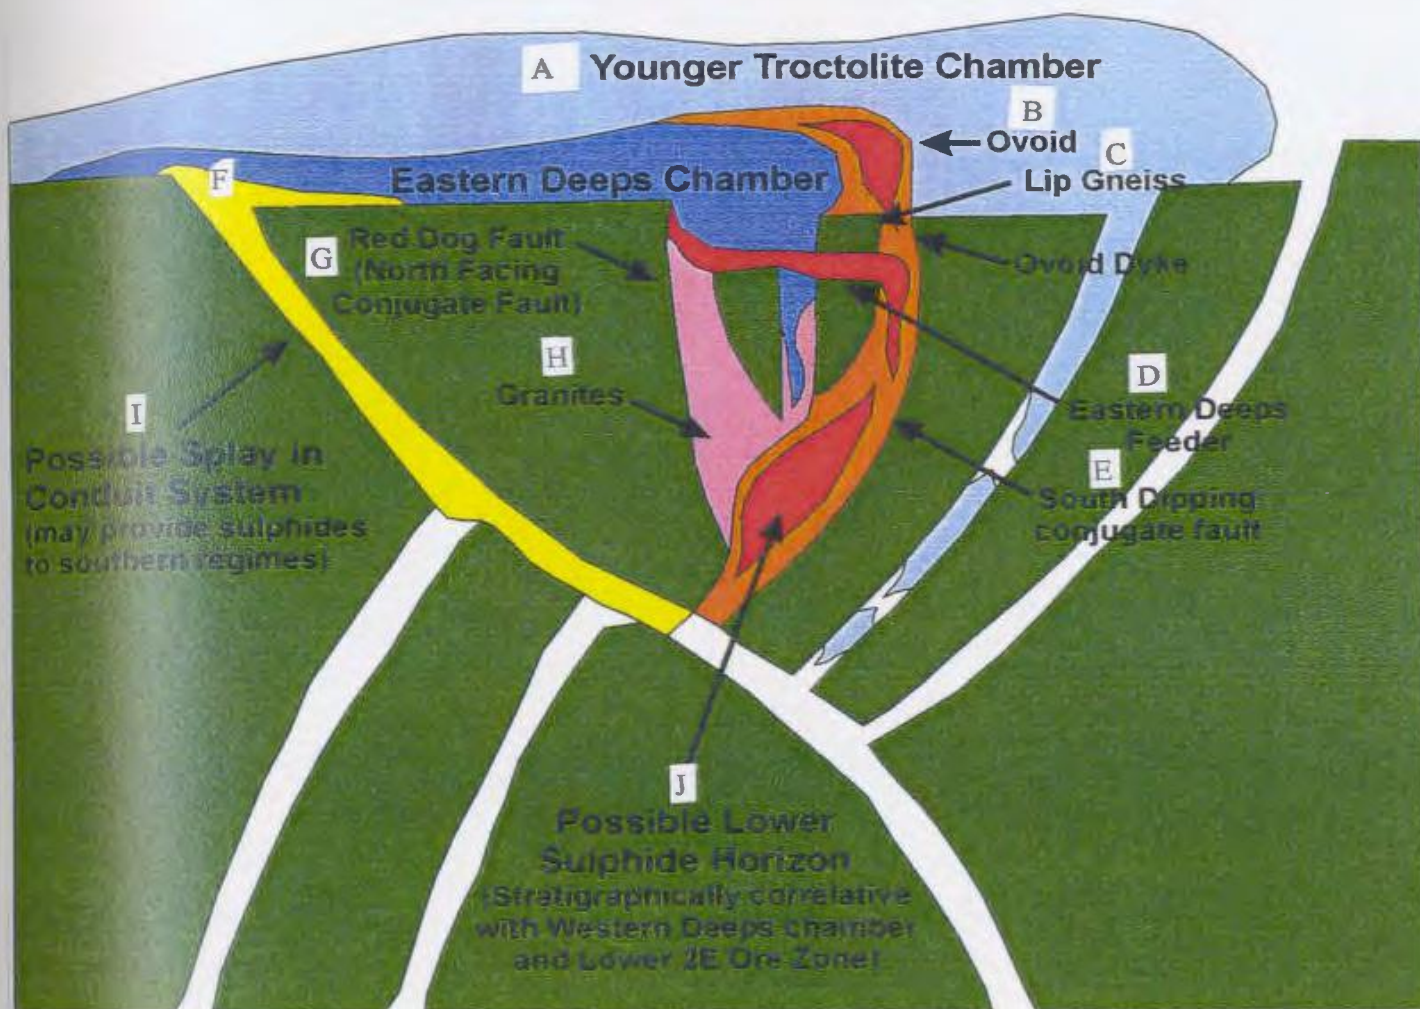 A Younger Troctolite Chamber
B
Ovoid
C
Lip Gneiss
F
Eastern Deeps Chamber
G
Red Dog Fault
(North Facing
Conjugate Fault)
Ovoid Dyke
H
Granites
D
Eastern Deeps
Feeder
I
Possible Splay in
Conduit System
(may provide sulphides
to southern regimes)
E
South Dipping
conjugate fault
J
Possible Lower
Sulphide Horizon
(Stratigraphically correlative
with Western Deeps chamber
and Lower 2E Ore Zone)